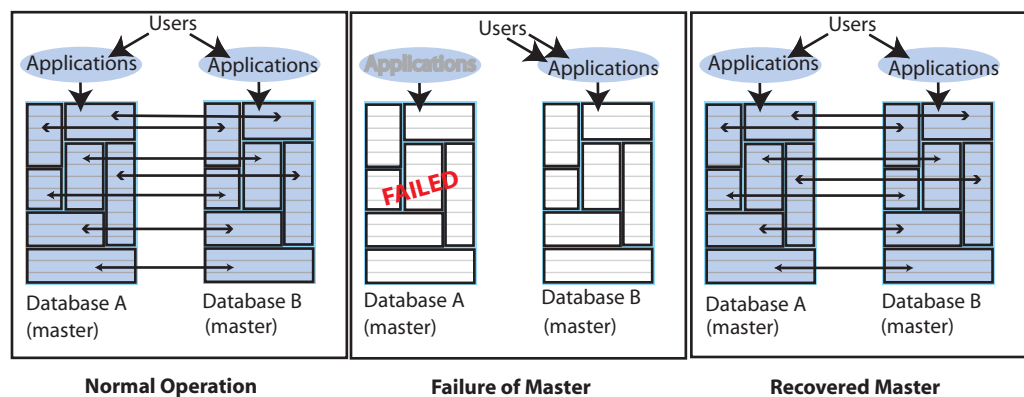 Users
Applications
Applications
Database A
(master)
Database B
(master)
Normal Operation
Users
Applications
Applications
FAILED
Database A
(master)
Database B
(master)
Failure of Master
Users
Applications
Applications
Database A
(master)
Database B
(master)
Recovered Master